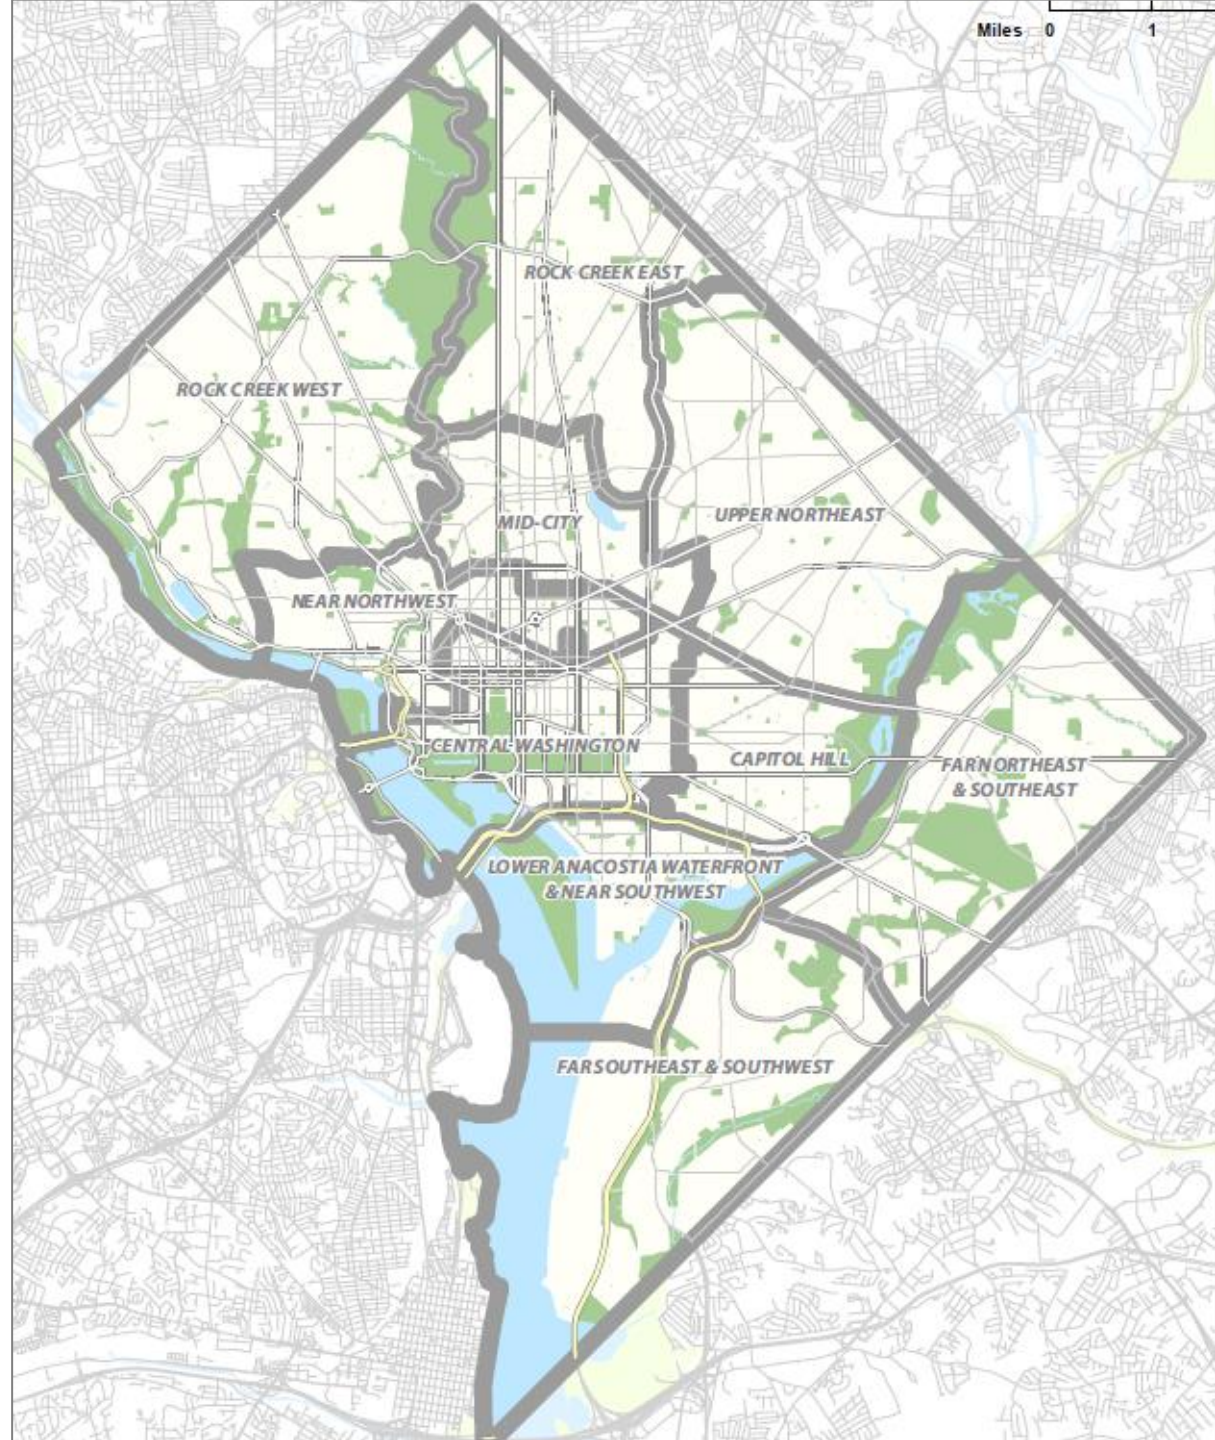 Miles 0 1
ROCK CREEK EAST
ROCK CREEK WEST
UPPER NORTHEAST
MID-CITY
NEAR NORTHWEST
CENTRAL WASHINGTON
CAPITOL HILL
FAR NORTHEAST
& SOUTHEAST
LOWER ANACOSTIA WATERFRONT
& NEAR SOUTHWEST
FAR SOUTHEAST & SOUTHWEST